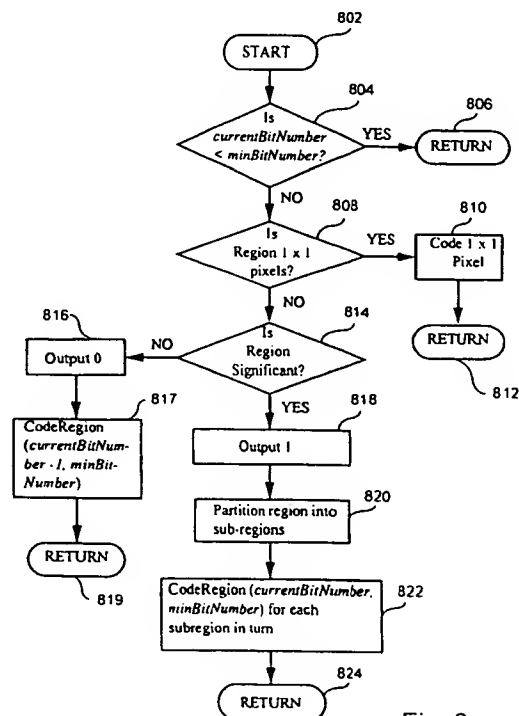 802
START
804
Is
currentBitNumber
< minBitNumber?
YES
806
RETURN
NO
808
Is
Region 1 x 1
pixels?
YES
810
Code 1 x 1
Pixel
NO
RETURN
812
814
Is
Region
Significant?
NO
816
Output 0
YES
817
CodeRegion
(currentBitNum-
ber - 1, minBit-
Number)
818
Output 1
820
Partition region into
sub-regions
RETURN
819
822
CodeRegion (currentBitNumber,
minBitNumber) for each
subregion in turn
824
RETURN